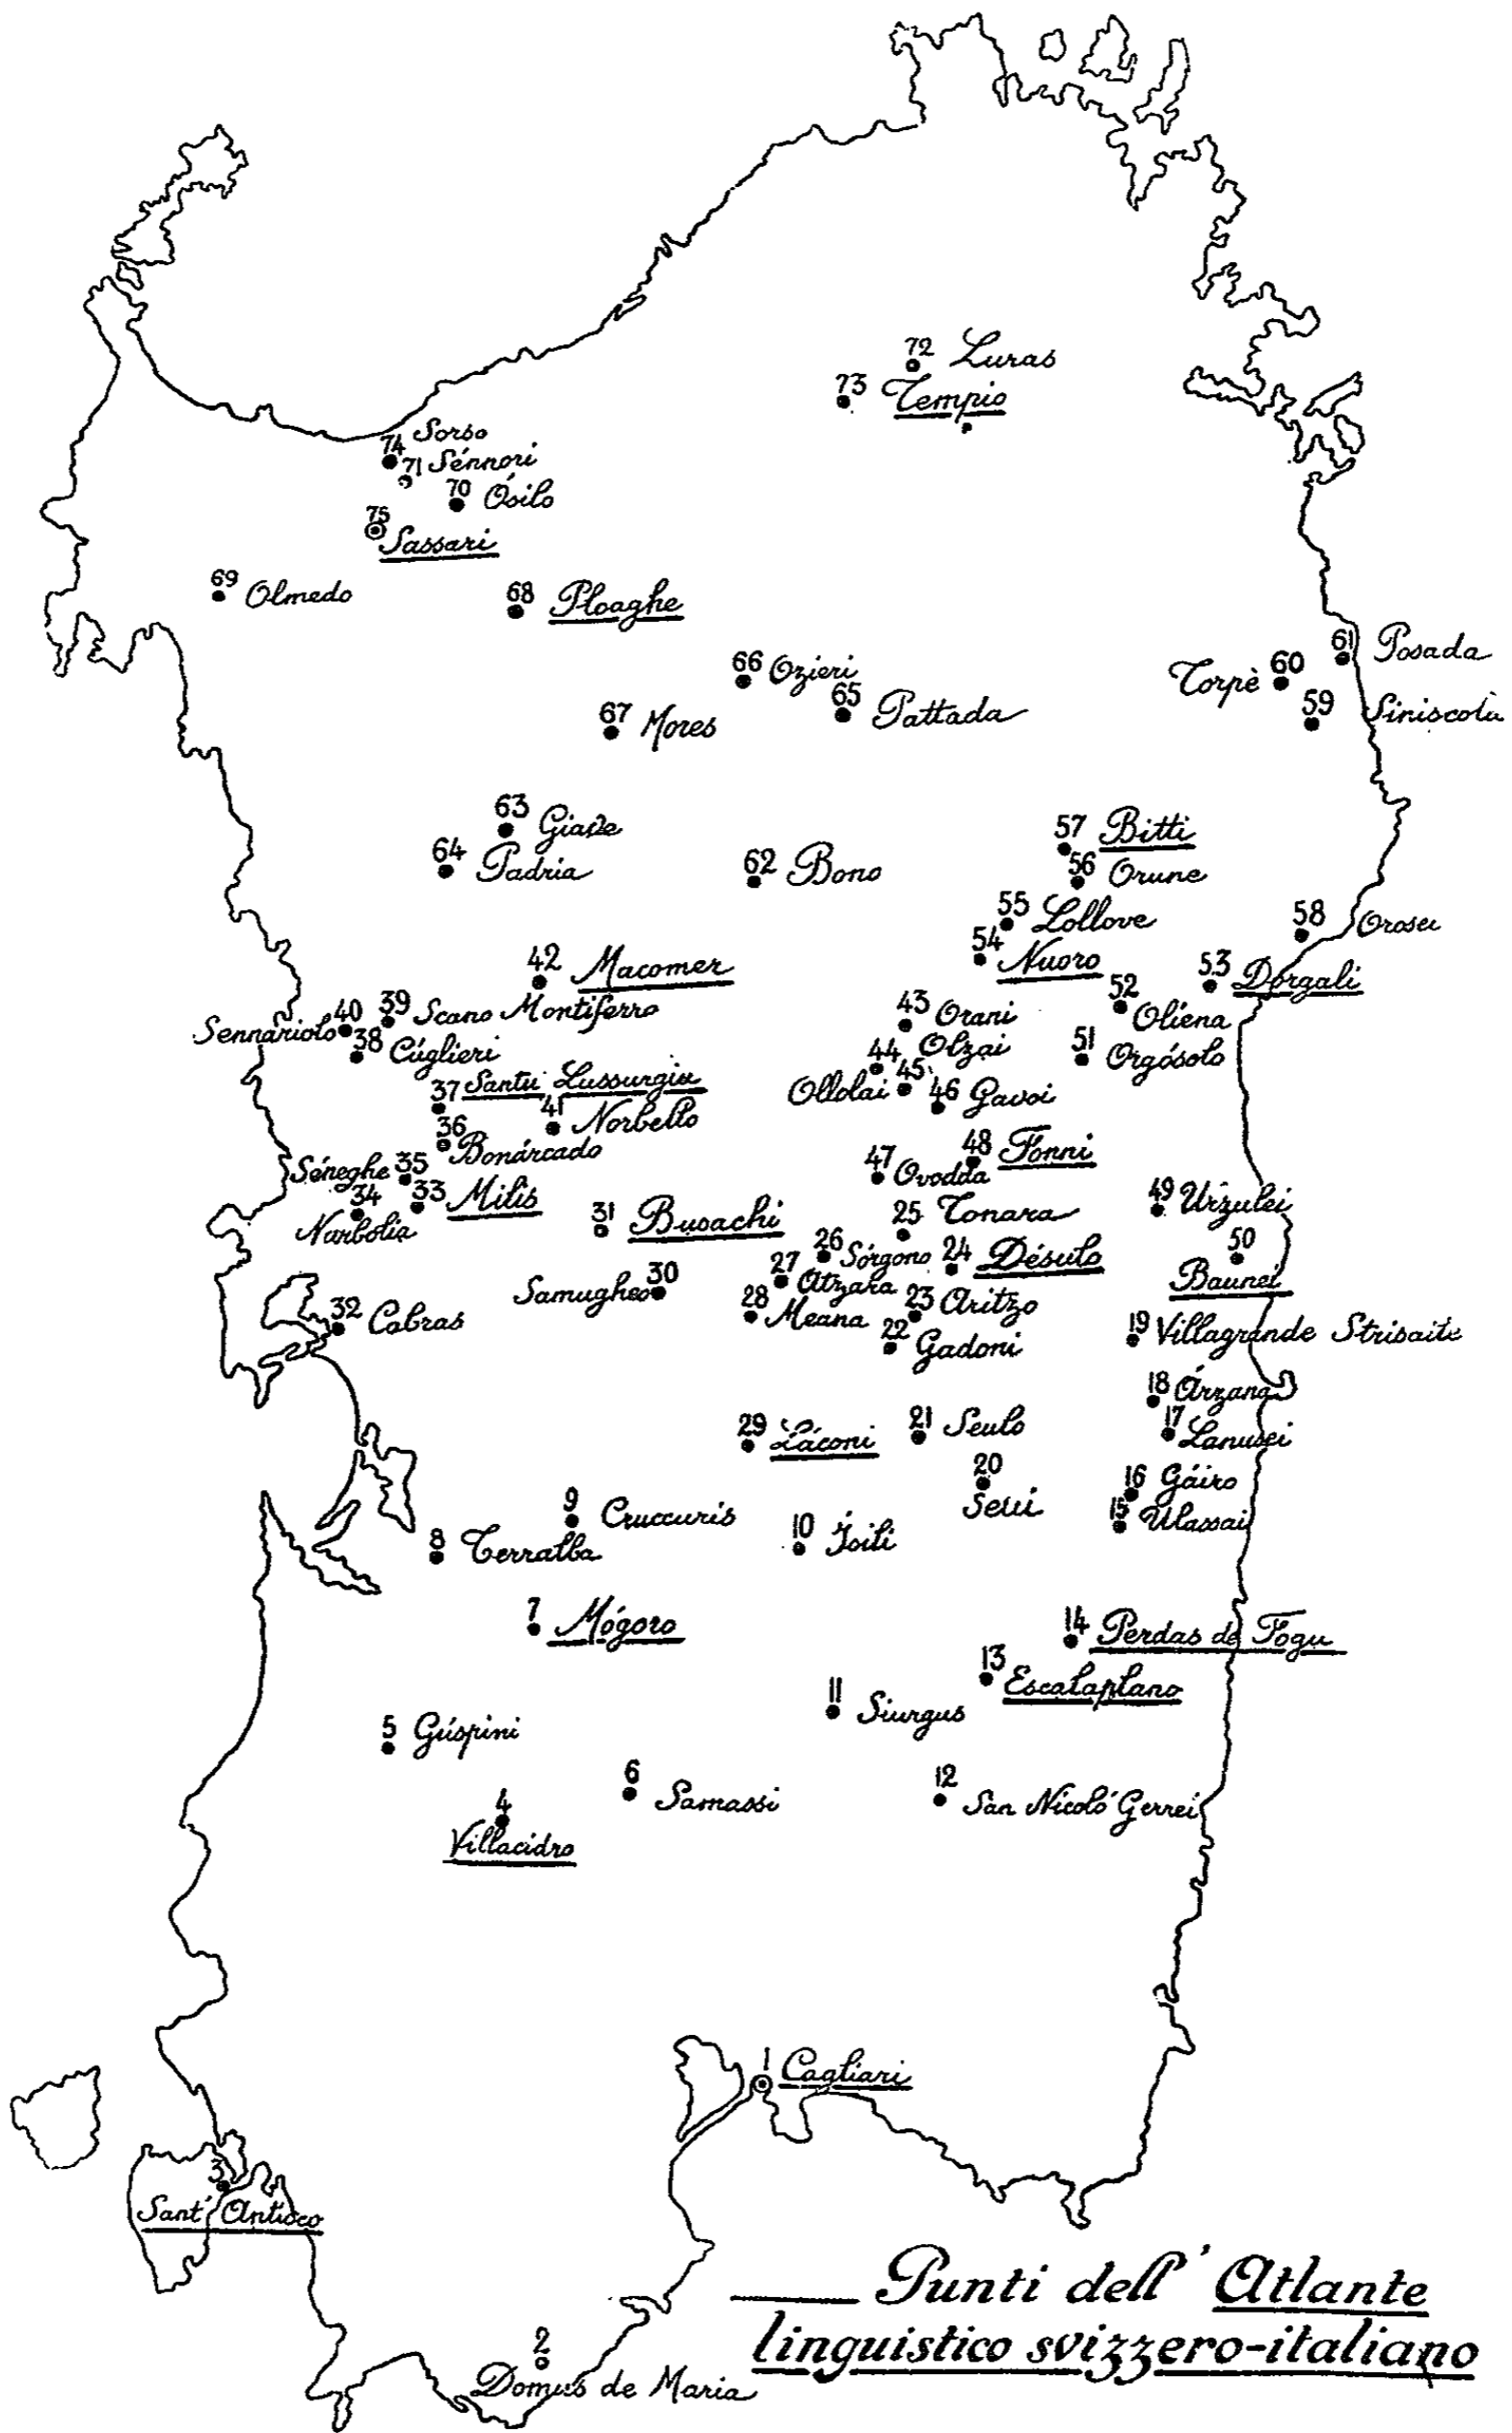 72 Luras
73 Tempio
74 Sorso
71 Sénnori
70 Ósilo
75 Sassari
69 Olmedo
68 Ploaghe
61 Posada
66 Ozieri
Torpè 60
65 Pattada
59 Siniscola
67 Mores
63 Giave
57 Bitti
64 Padria
62 Bono
56 Orune
55 Lollove
58 Orosei
54 Nuoro
42 Macomer
53 Dorgali
52 Oliena
39 Scano Montiferro
43 Orani
Sennariolo 40
38 Cúglieri
Olzai
51 Orgósolo
44
Ollolai 45
46 Gavoi
37 Santu Lussurgiu
41 Norbello
36 Bonárcado
48 Fonni
Séneghe 35
47 Ovodda
34 Narbolia
33 Milis
49 Urzulei
31 Busachi
25 Tonara
26 Sórgono
24 Désulo
50 Baunei
27 Atzara
Samugheo 30
28 Meana
23 Aritzo
32 Cabras
22 Gadoni
19 Villagrande Strisaile
18 Árzana
17 Lanusei
29 Láconi
21 Seulo
20 Seui
16 Gáiro
15 Ulassai
9 Cruccuris
10 Ísili
8 Terralba
7 Mógoro
14 Perdas de Fogu
13 Escalaplano
11 Siurgus
5 Gúspini
6 Samassi
12 San Nicoló Gerrei
4 Villacidro
1 Cagliari
3 Sant' Antioco
2 Domus de Maria
Punti dell' Atlante
linguistico svizzero-italiano